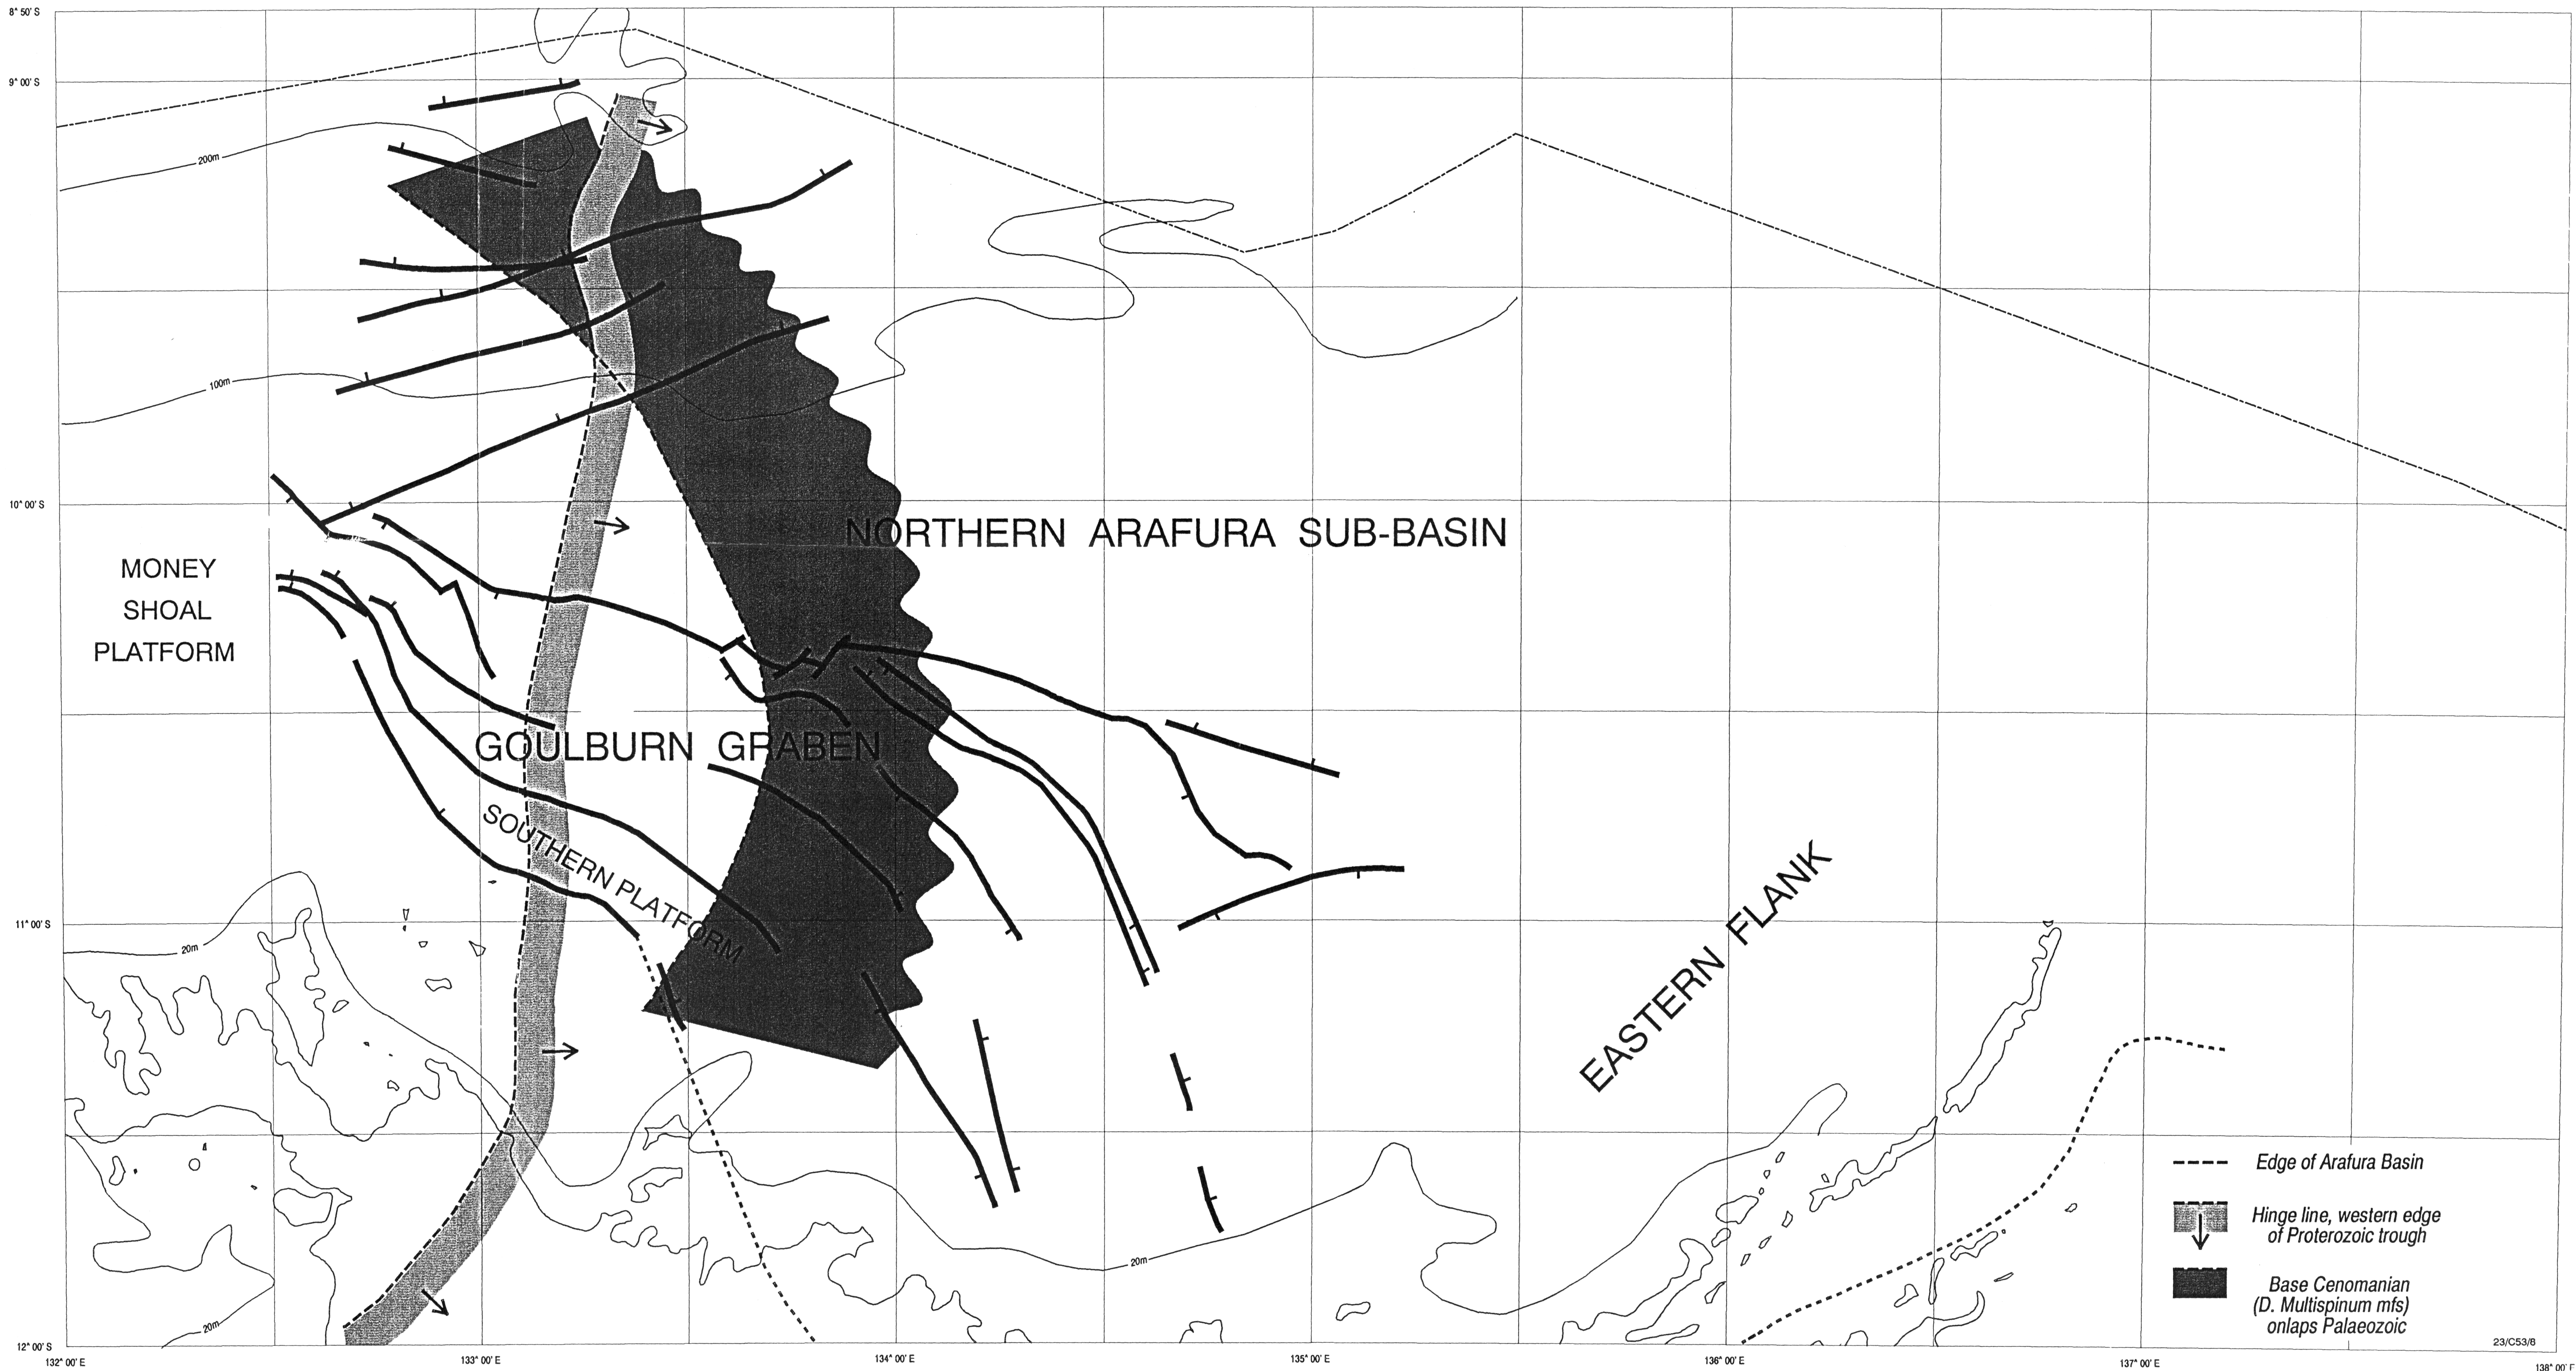 8° 50' S
9° 00' S
200m
100m
10° 00' S
NORTHERN ARAFURA SUB-BASIN
MONEY
SHOAL
PLATFORM
GOULBURN GRABEN
SOUTHERN PLATFORM
EASTERN FLANK
11° 00' S
20m
20m
20m
Edge of Arafura Basin
Hinge line, western edge
of Proterozoic trough
Base Cenomanian
(D. Multispinum mfs)
onlaps Palaeozoic
23/C53/6
12° 00' S
132° 00' E
133° 00' E
134° 00' E
135° 00' E
136° 00' E
137° 00' E
138° 00' E